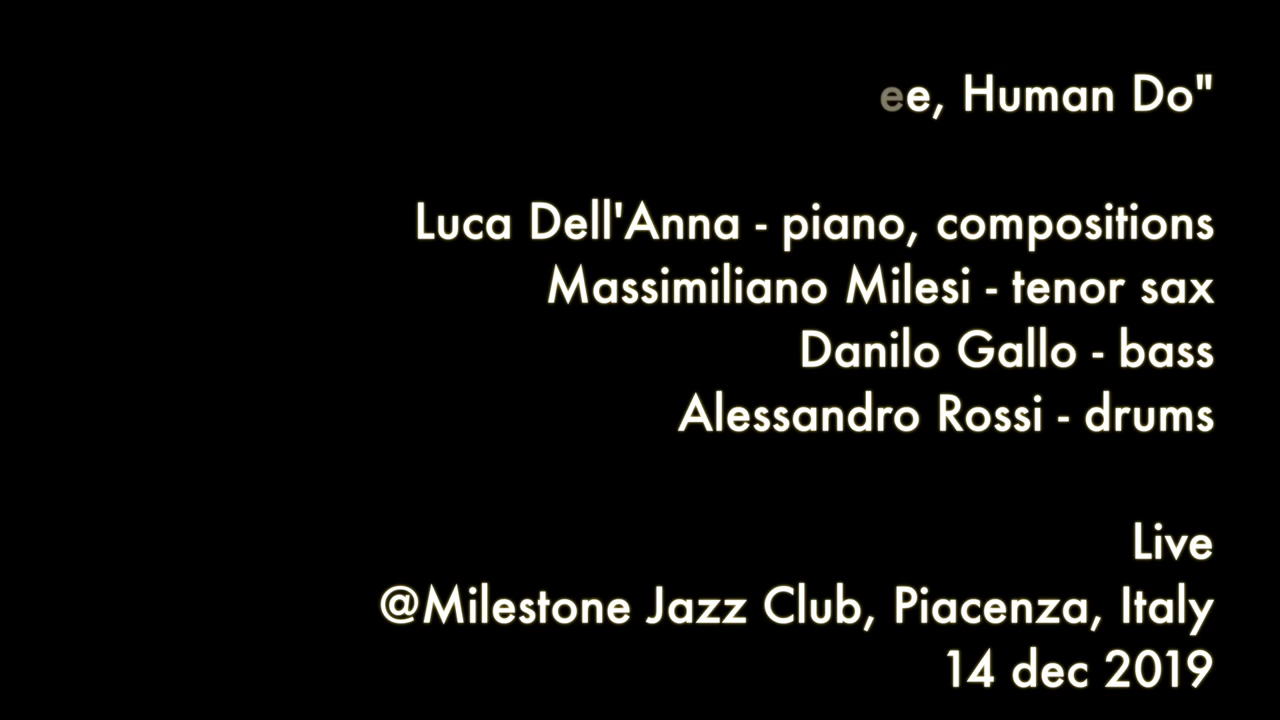 ee, Human Do"
Luca Dell'Anna - piano, compositions
Massimiliano Milesi - tenor sax
Danilo Gallo - bass
Alessandro Rossi - drums
Live
@Milestone Jazz Club, Piacenza, Italy
14 dec 2019